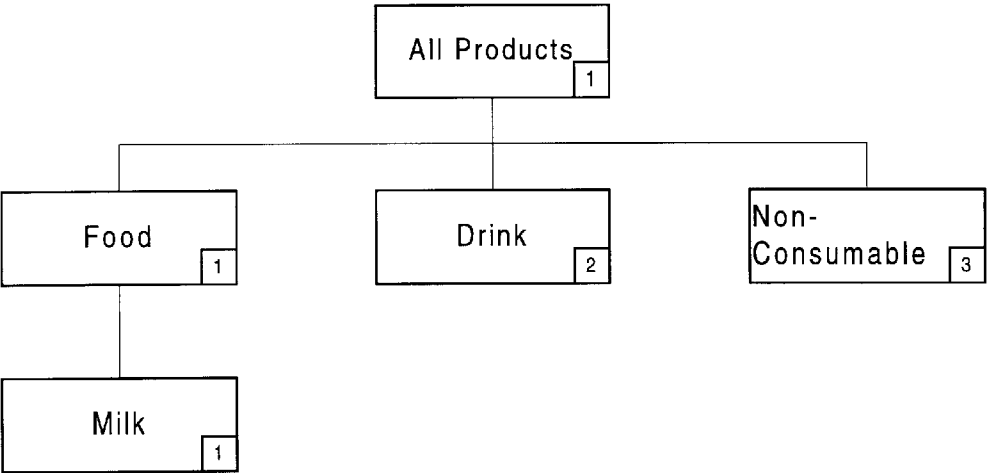 All Products
1
Food
1
Drink
2
Non-
Consumable
3
Milk
1